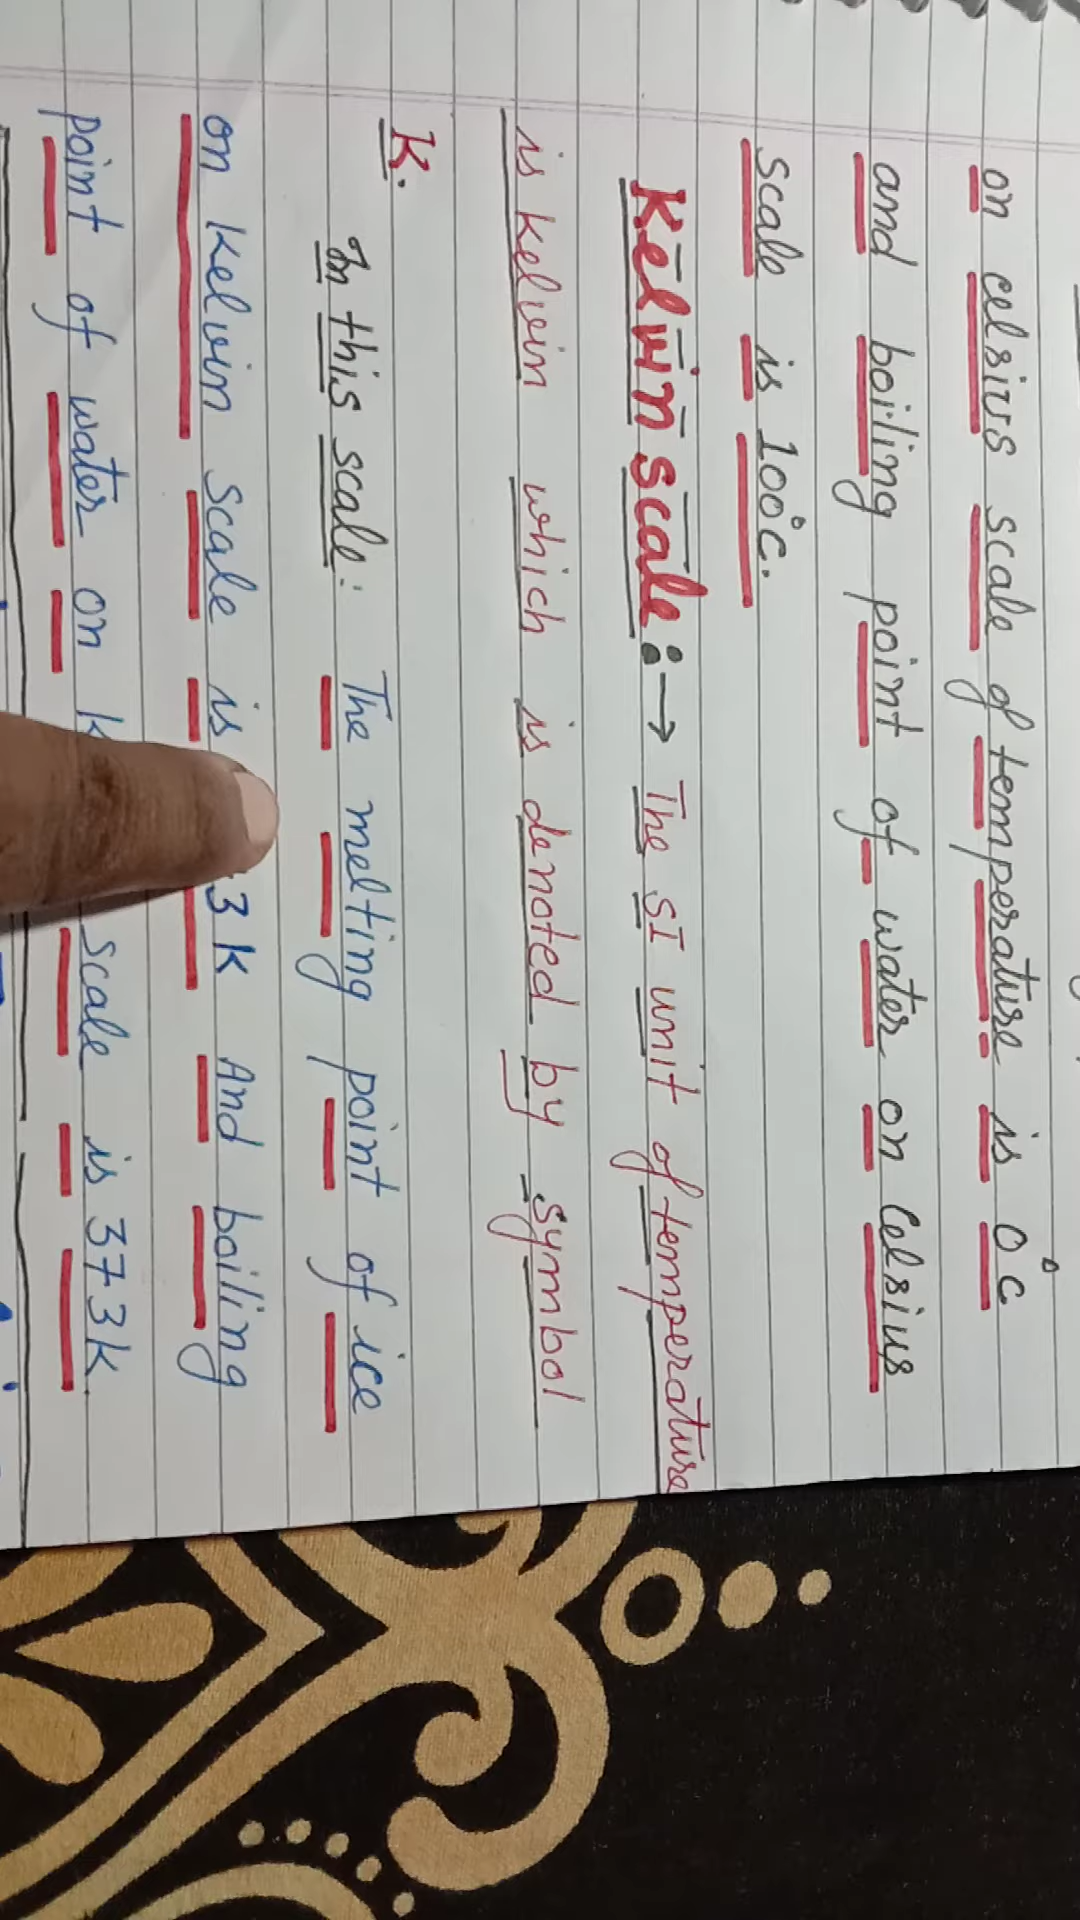 on celsius scale of temperature is 0°c
and boiling point of water on Celsius
scale is 100°c.
Kelvin scale :→ The SI unit of temperature
is kelvin which is denoted by symbol
K.
In this scale: The melting point of ice
on Kelvin Scale is 3k And boiling
point of water on scale is 373k